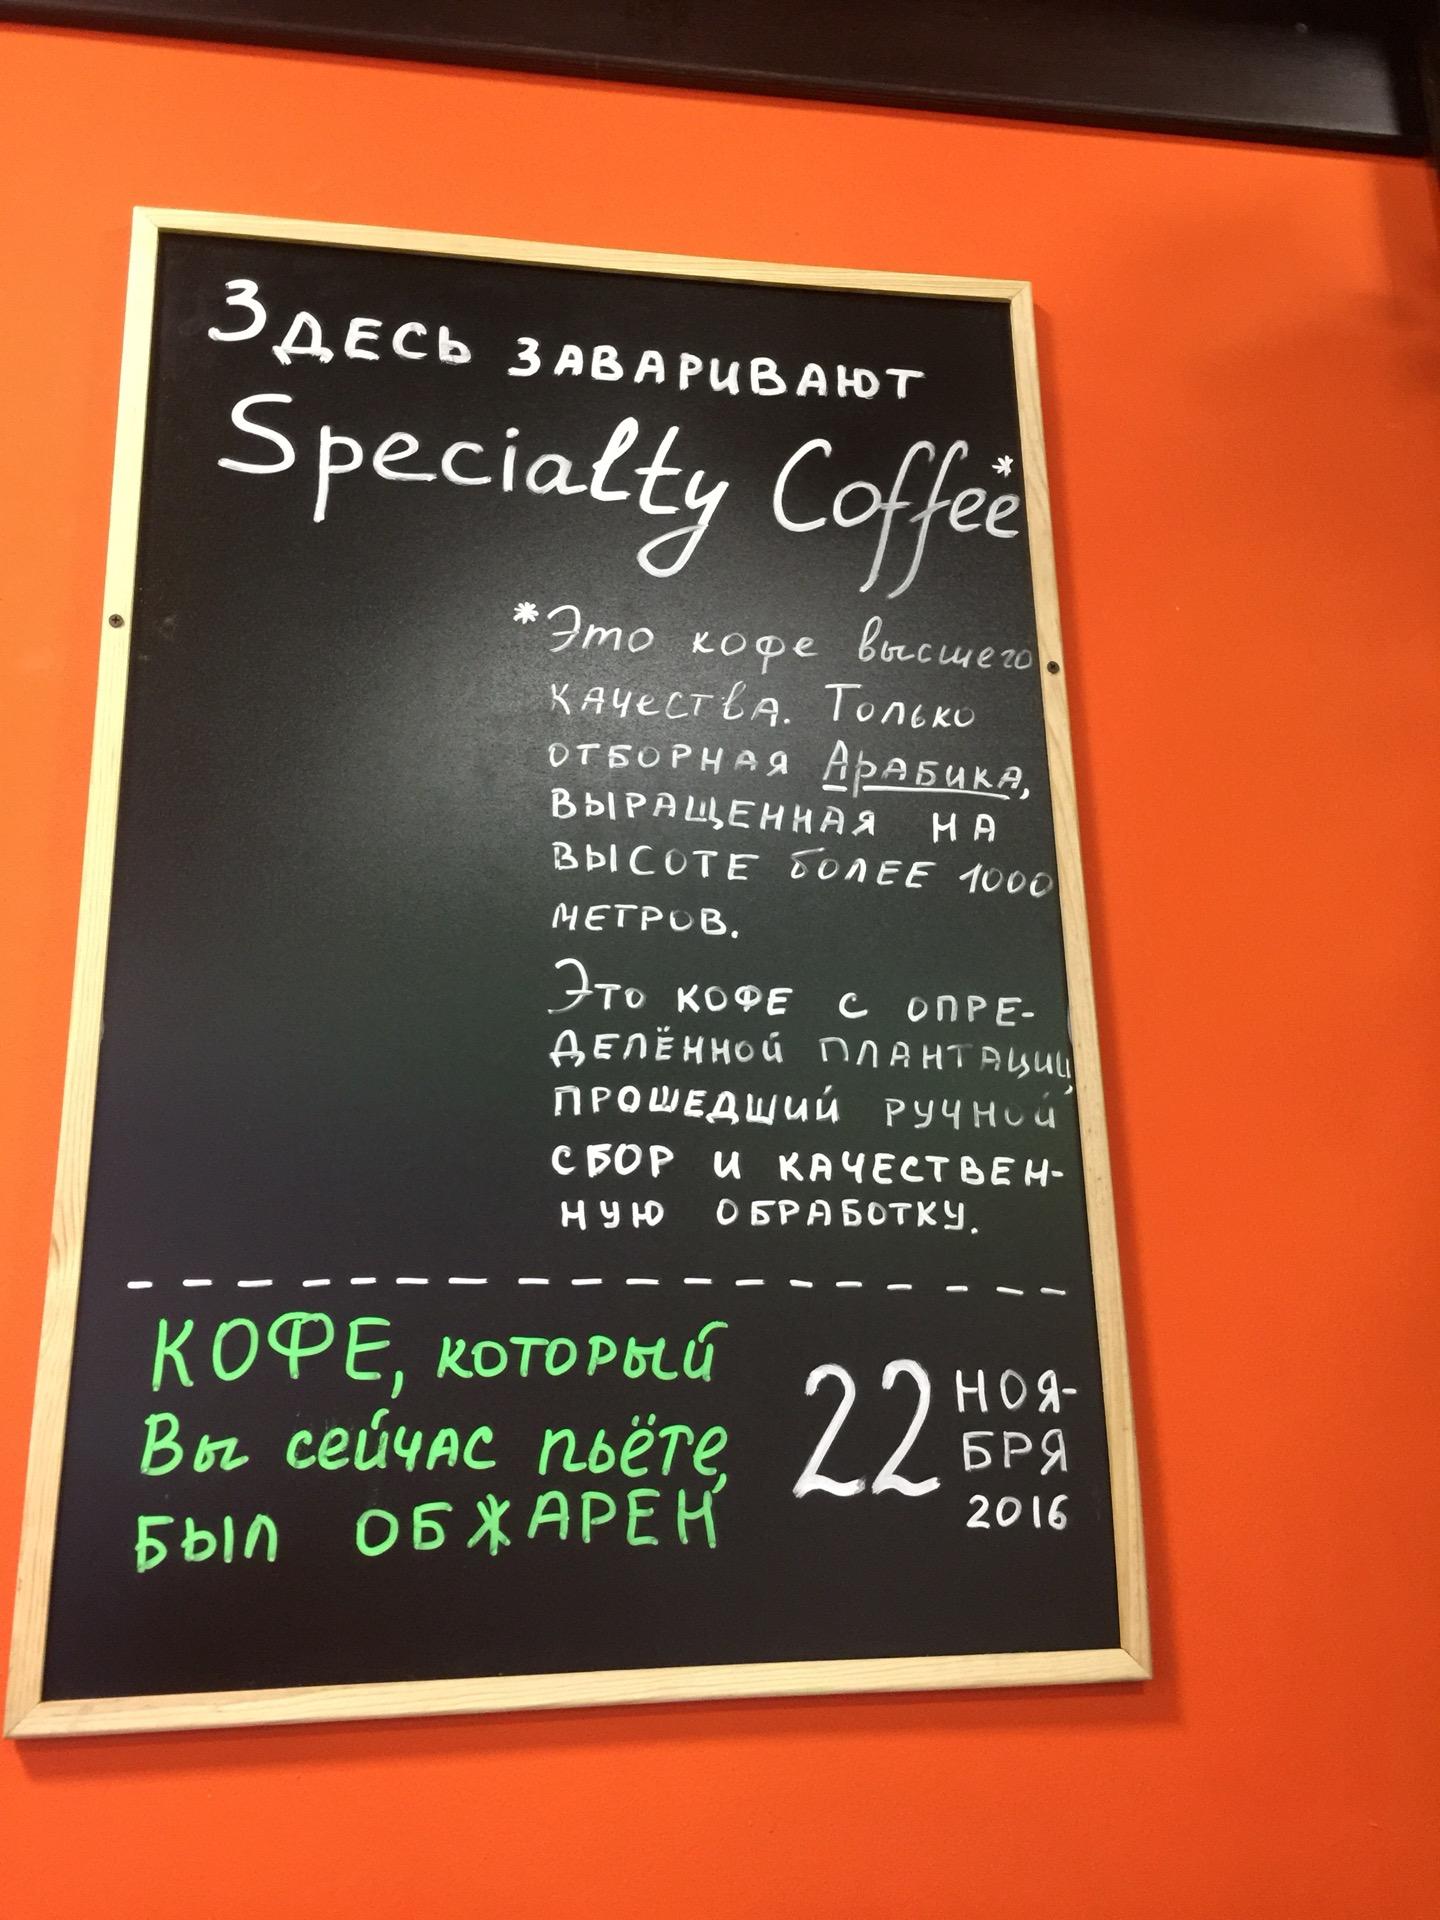 Здесь заваривают
Specialty Coffee*
*Это кофе высшего
качества. Только
отборная Арабика,
выращенная на
высоте более 1000
метров.
Это кофе с опре-
делённой плантации,
прошедший ручной
сбор и качествен-
ную обработку.
КОФЕ, который
Вы сейчас пьёте,
был ОБЖАРЕН
22 НОЯ-
БРЯ
2016